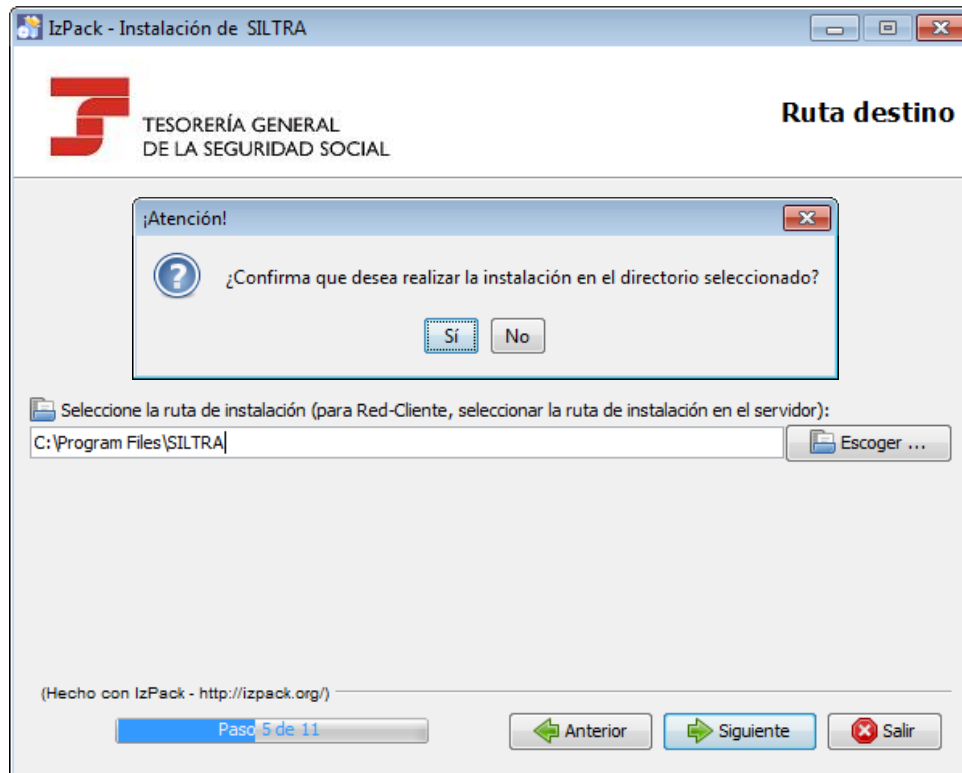 IzPack - Instalación de SILTRA
TESORERÍA GENERAL
DE LA SEGURIDAD SOCIAL
Ruta destino
¡Atención!
¿Confirma que desea realizar la instalación en el directorio seleccionado?
Sí
No
Seleccione la ruta de instalación (para Red-Cliente, seleccionar la ruta de instalación en el servidor):
C:\Program Files\SILTRA
Escoger ...
(Hecho con IzPack - http://izpack.org/)
Paso 5 de 11
Anterior
Siguiente
Salir